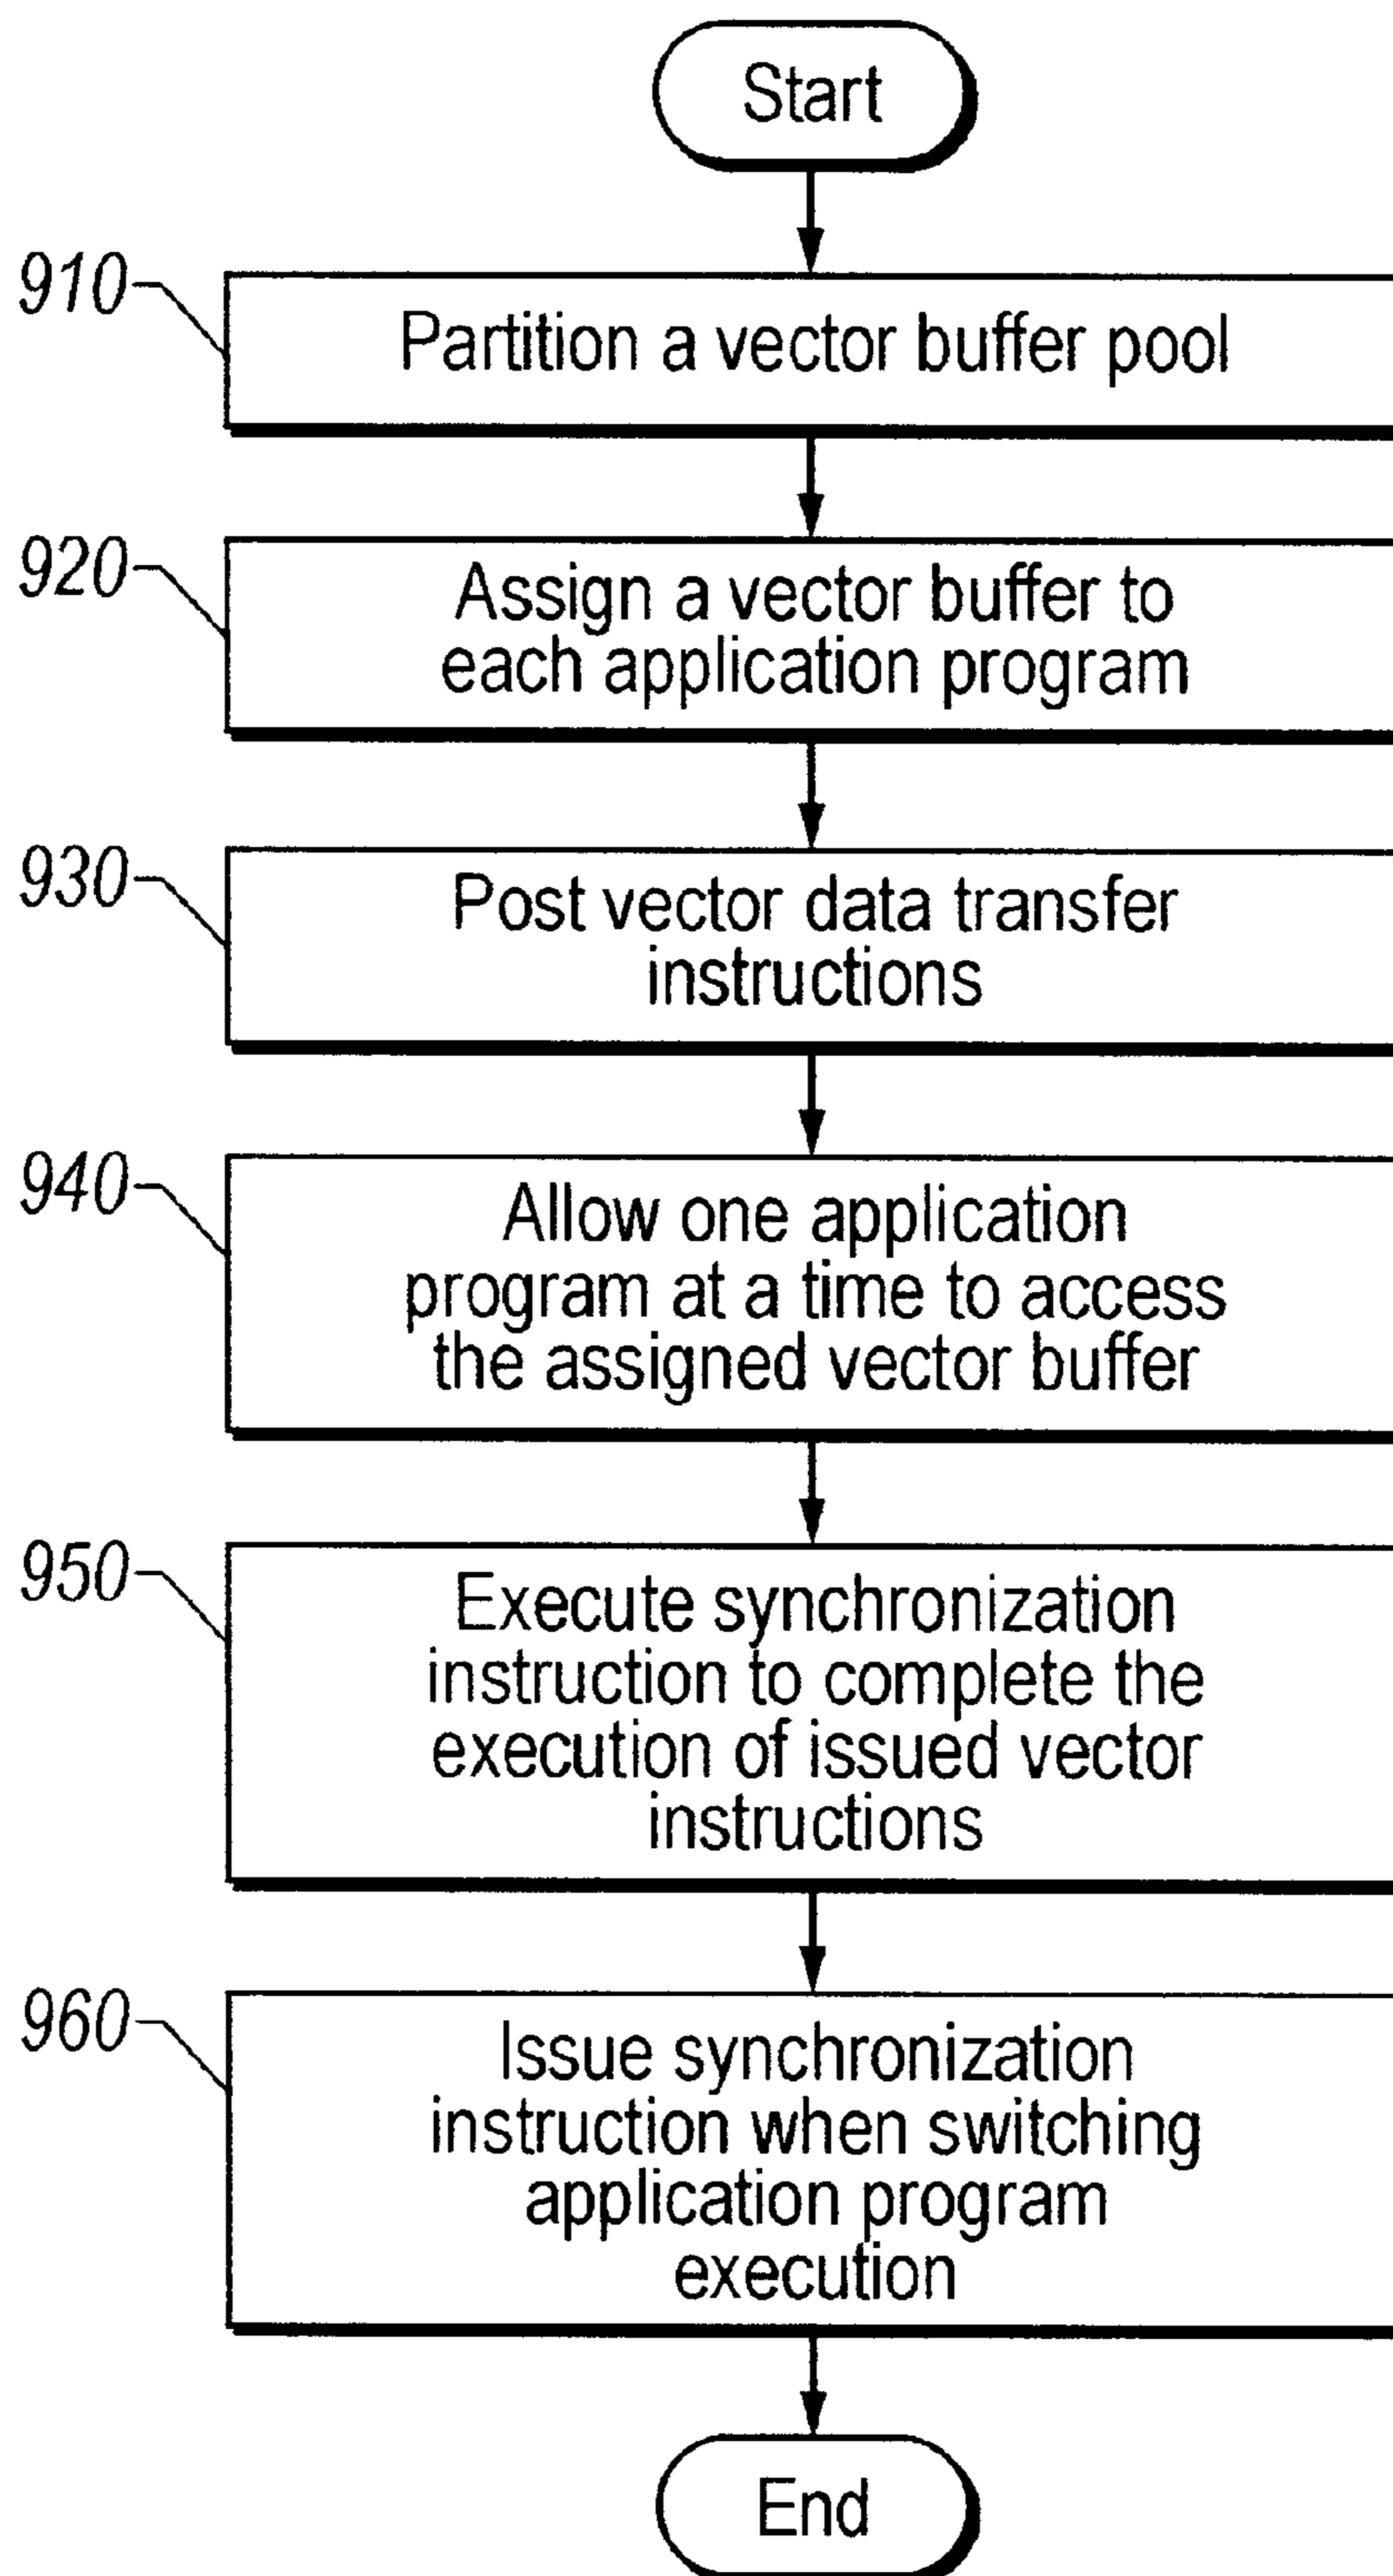 Start
910
Partition a vector buffer pool
920
Assign a vector buffer to
each application program
930
Post vector data transfer
instructions
940
Allow one application
program at a time to access
the assigned vector buffer
950
Execute synchronization
instruction to complete the
execution of issued vector
instructions
960
Issue synchronization
instruction when switching
application program
execution
End